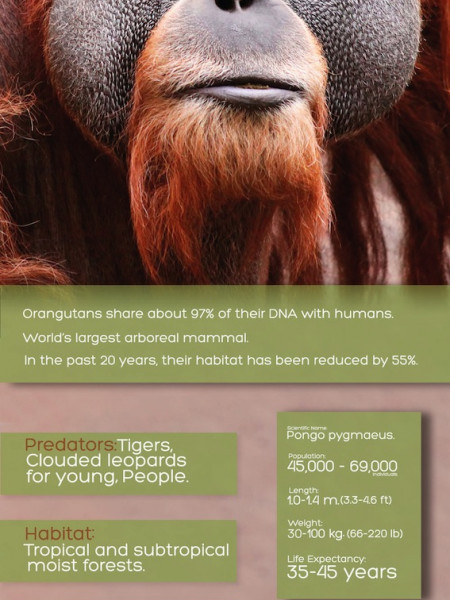 Orangutans share about 97% of their DNA with humans.
World's largest arboreal mammal.
In the past 20 years, their habitat has been reduced by 55%.
Predators:Tigers,
Clouded leopards
for young, People.
Habitat:
Tropical and subtropical
moist forests.
Scientific Name
Pongo pygmaeus.
Population:
45,000 - 69,000
individuals
Length:
1.0-1.4 m.(3.3-4.6 ft)
Weight:
30-100 kg. (66-220 lb)
Life Expectancy:
35-45 years